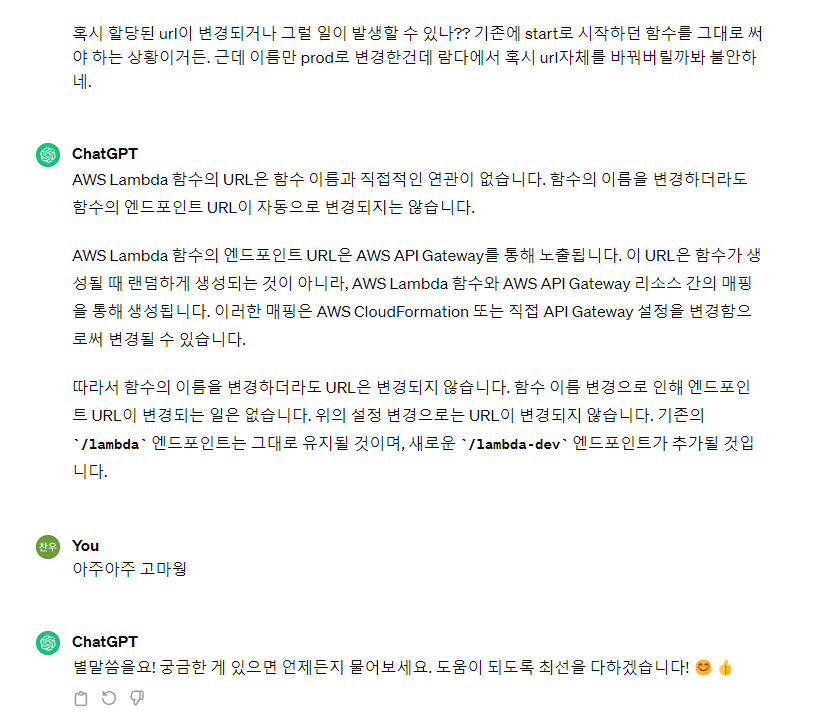 혹시 할당된 url이 변경되거나 그럴 일이 발생할 수 있나?? 기존에 start로 시작하던 함수를 그대로 써
야 하는 상황이거든. 근데 이름만 prod로 변경한건데 람다에서 혹시 url자체를 바꿔버릴까봐 불안하
네.
ChatGPT
AWS Lambda 함수의 URL은 함수 이름과 직접적인 연관이 없습니다. 함수의 이름을 변경하더라도
함수의 엔드포인트 URL이 자동으로 변경되지는 않습니다.
AWS Lambda 함수의 엔드포인트 URL은 AWS API Gateway를 통해 노출됩니다. 이 URL은 함수가 생
성될 때 랜덤하게 생성되는 것이 아니라, AWS Lambda 함수와 AWS API Gateway 리소스 간의 매핑
을 통해 생성됩니다. 이러한 매핑은 AWS CloudFormation 또는 직접 API Gateway 설정을 변경함으
로써 변경될 수 있습니다.
따라서 함수의 이름을 변경하더라도 URL은 변경되지 않습니다. 함수 이름 변경으로 인해 엔드포인
트 URL이 변경되는 일은 없습니다. 위의 설정 변경으로는 URL이 변경되지 않습니다. 기존의
`/lambda` 엔드포인트는 그대로 유지될 것이며, 새로운 `/lambda-dev` 엔드포인트가 추가될 것입
니다.
찬우 You
아주아주 고마웡
ChatGPT
별말씀을요! 궁금한 게 있으면 언제든지 물어보세요. 도움이 되도록 최선을 다하겠습니다! 😊 👍